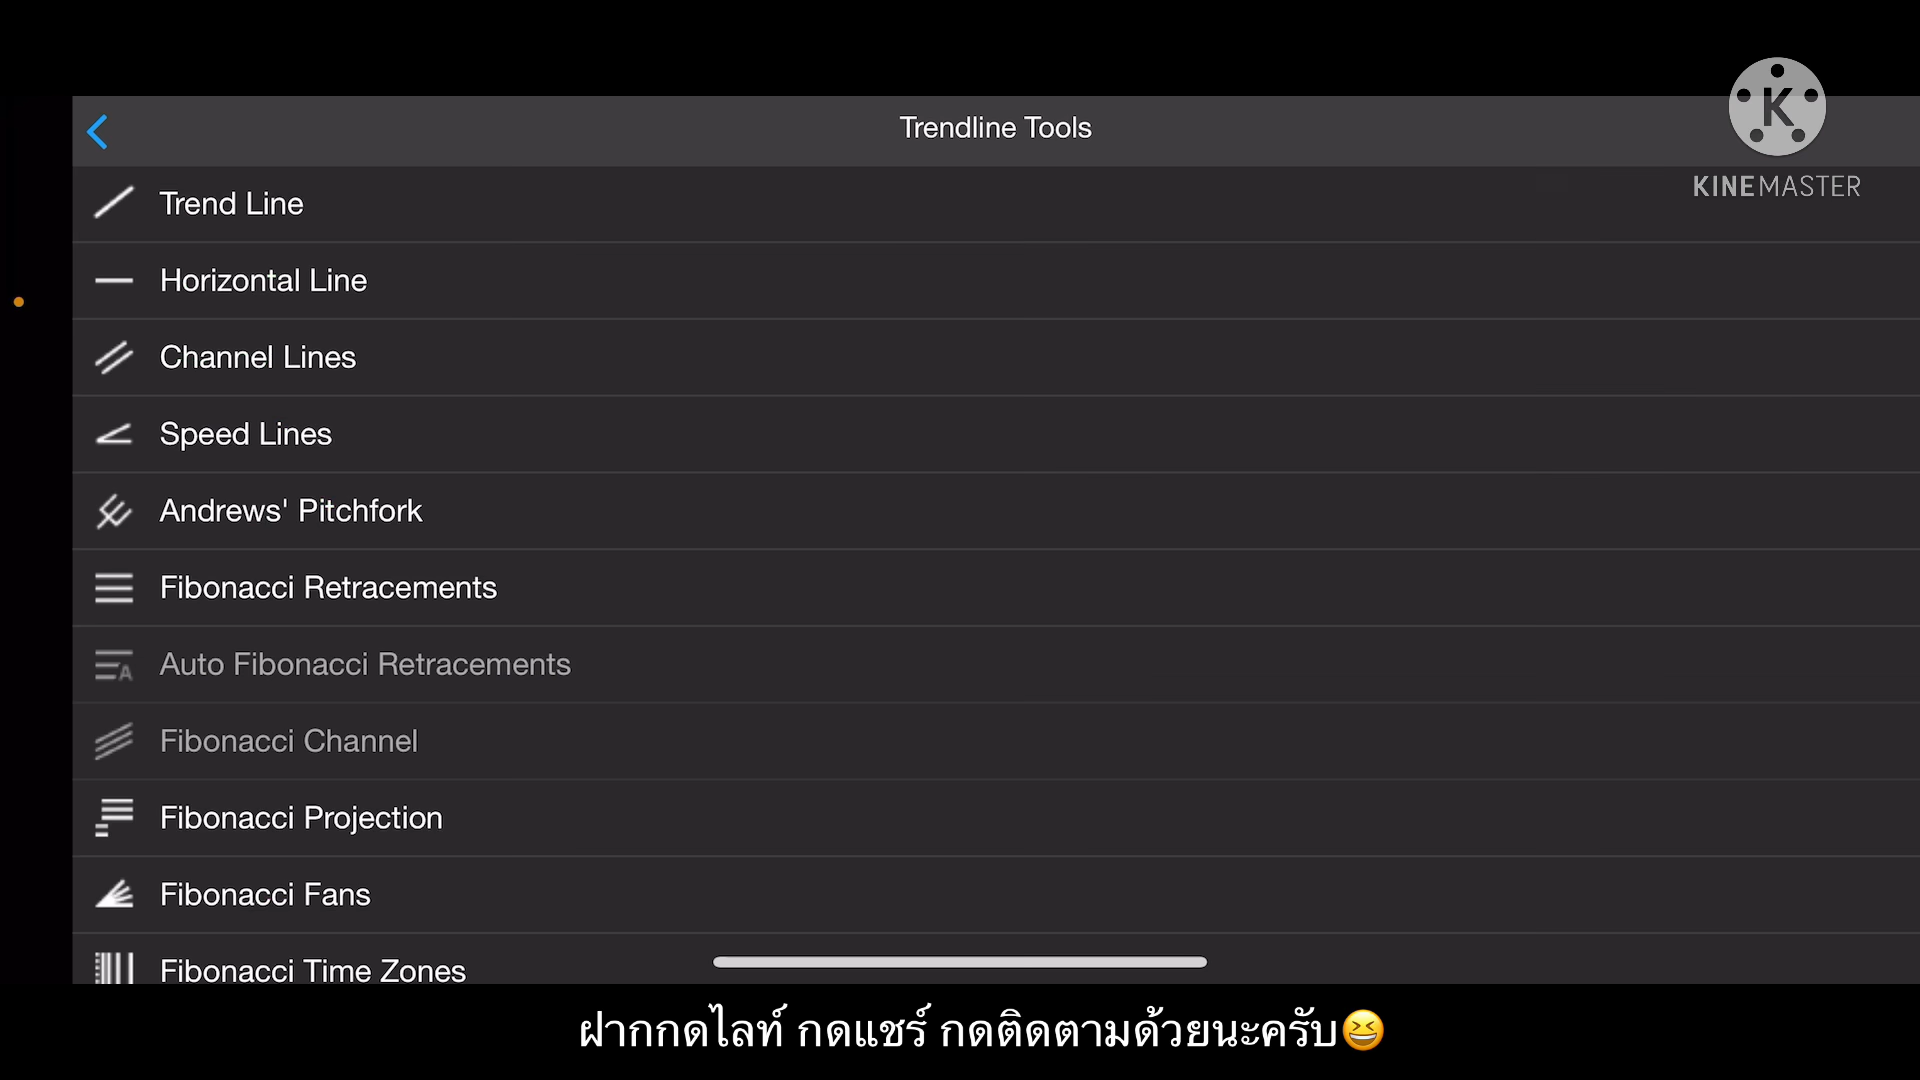 Trendline Tools
K
KINEMASTER
Trend Line
Horizontal Line
Channel Lines
Speed Lines
Andrews' Pitchfork
Fibonacci Retracements
A
Auto Fibonacci Retracements
Fibonacci Channel
Fibonacci Projection
Fibonacci Fans
Fibonacci Time Zones
ฝากกดไลท์ กดแชร์ กดติดตามด้วยนะครับ😆